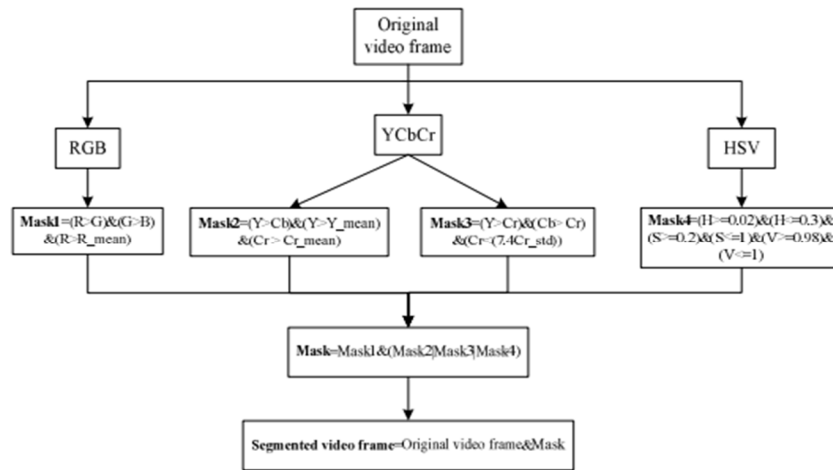 Original
video frame
RGB
YCbCr
HSV
Mask1=(R>G)&(G>B)
&(R>R_mean)
Mask2=(Y>Cb)&(Y>Y_mean)
&(Cr > Cr_mean)
Mask3=(Y>Cr)&(Cb> Cr)
&(Cr<(7.4Cr_std))
Mask4=(H>=0.02)&(H<=0.3)&
(S>=0.2)&(S<=1)&(V>=0.98)&
(V<=1)
Mask=Mask1&(Mask2|Mask3|Mask4)
Segmented video frame=Original video frame&Mask